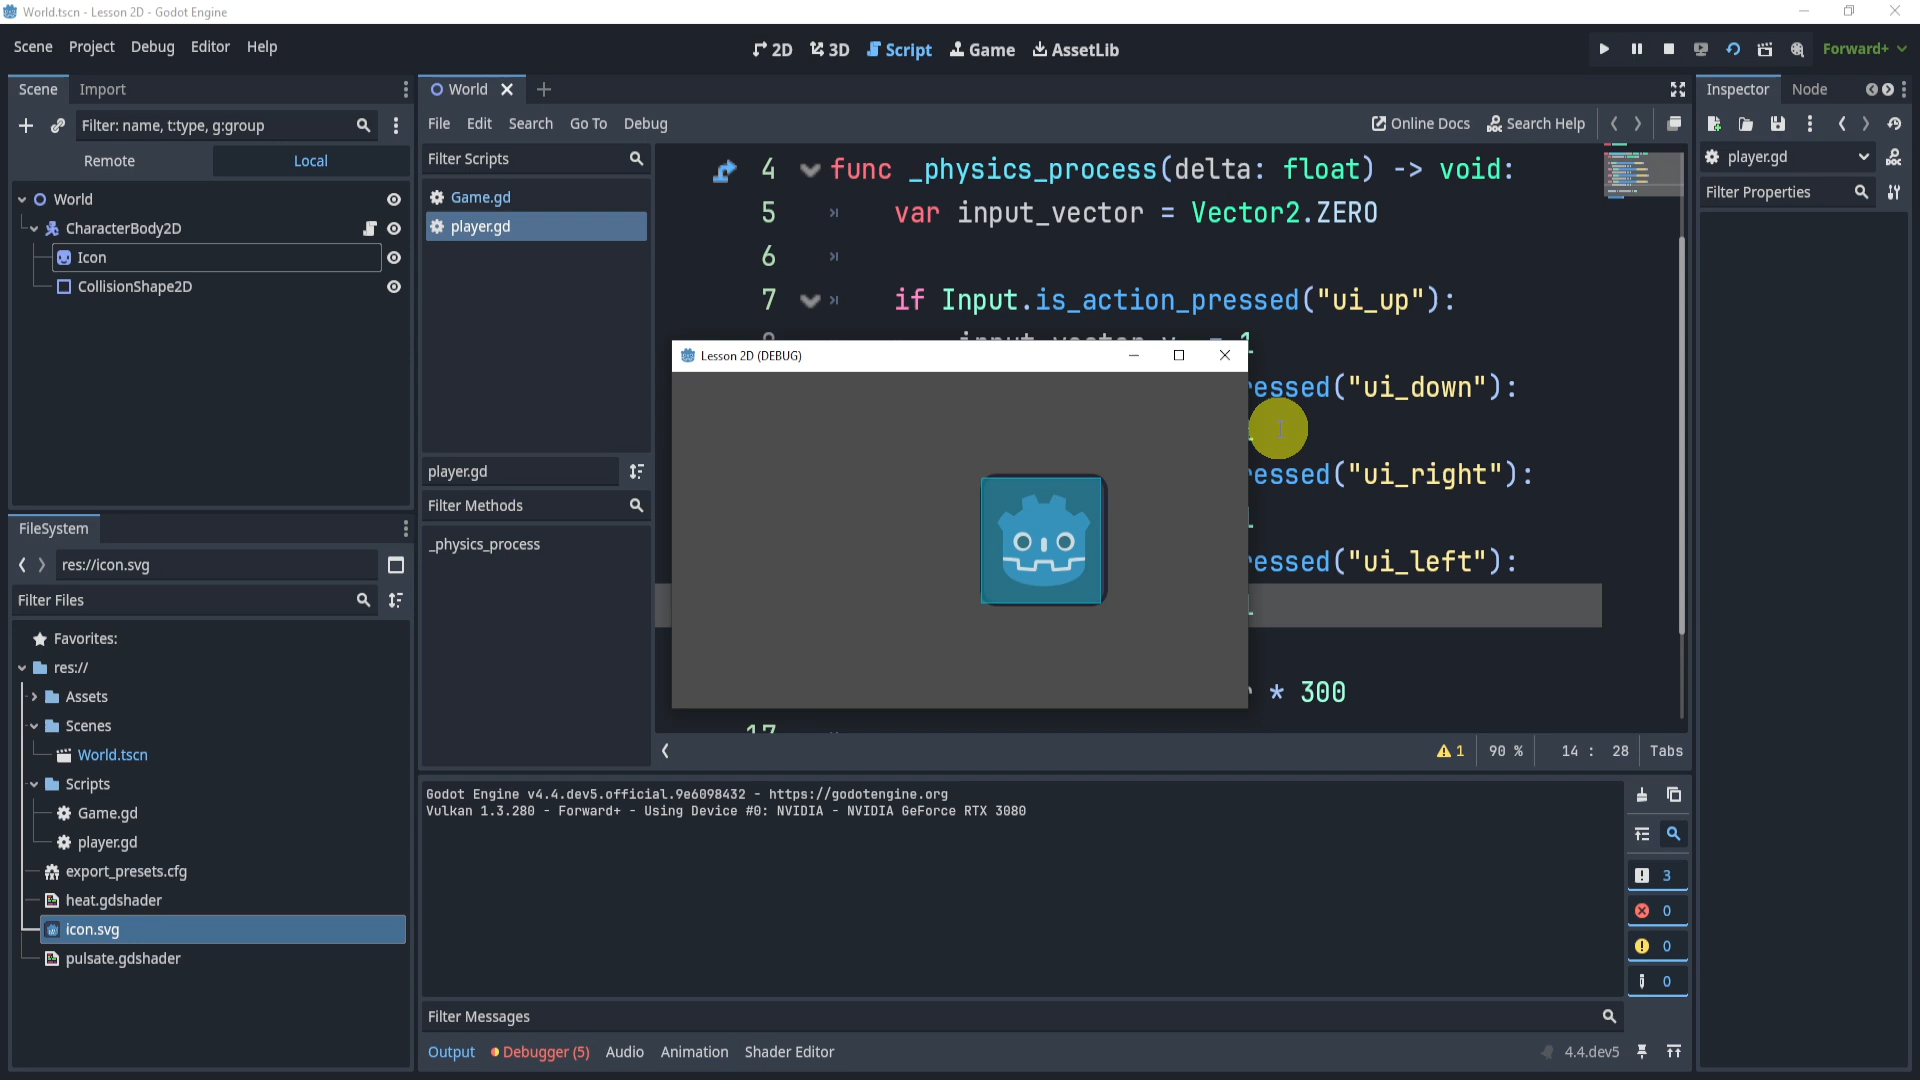 World.tscn - Lesson 2D - Godot Engine
Scene Project Debug Editor Help
2D 3D Script Game AssetLib
Forward+
Scene Import
Filter: name, t:type, g:group
Remote Local
World
CharacterBody2D
Icon
CollisionShape2D
FileSystem
res://icon.svg
Filter Files
Favorites:
res://
Assets
Scenes
World.tscn
Scripts
Game.gd
player.gd
export_presets.cfg
heat.gdshader
icon.svg
pulsate.gdshader
World
File Edit Search Go To Debug
Online Docs Search Help
Filter Scripts
Game.gd
player.gd
player.gd
Filter Methods
_physics_process
4 func _physics_process(delta: float) -> void:
5 var input_vector = Vector2.ZERO
6
7 if Input.is_action_pressed("ui_up"):
Lesson 2D (DEBUG)
essed("ui_down"):
essed("ui_right"):
essed("ui_left"):
* 300
17
1 90 % 14 : 28 Tabs
Godot Engine v4.4.dev5.official.9e6098432 - https://godotengine.org
Vulkan 1.3.280 - Forward+ - Using Device #0: NVIDIA - NVIDIA GeForce RTX 3080
3
0
0
0
Filter Messages
Output Debugger (5) Audio Animation Shader Editor
4.4.dev5
Inspector Node
player.gd
Filter Properties